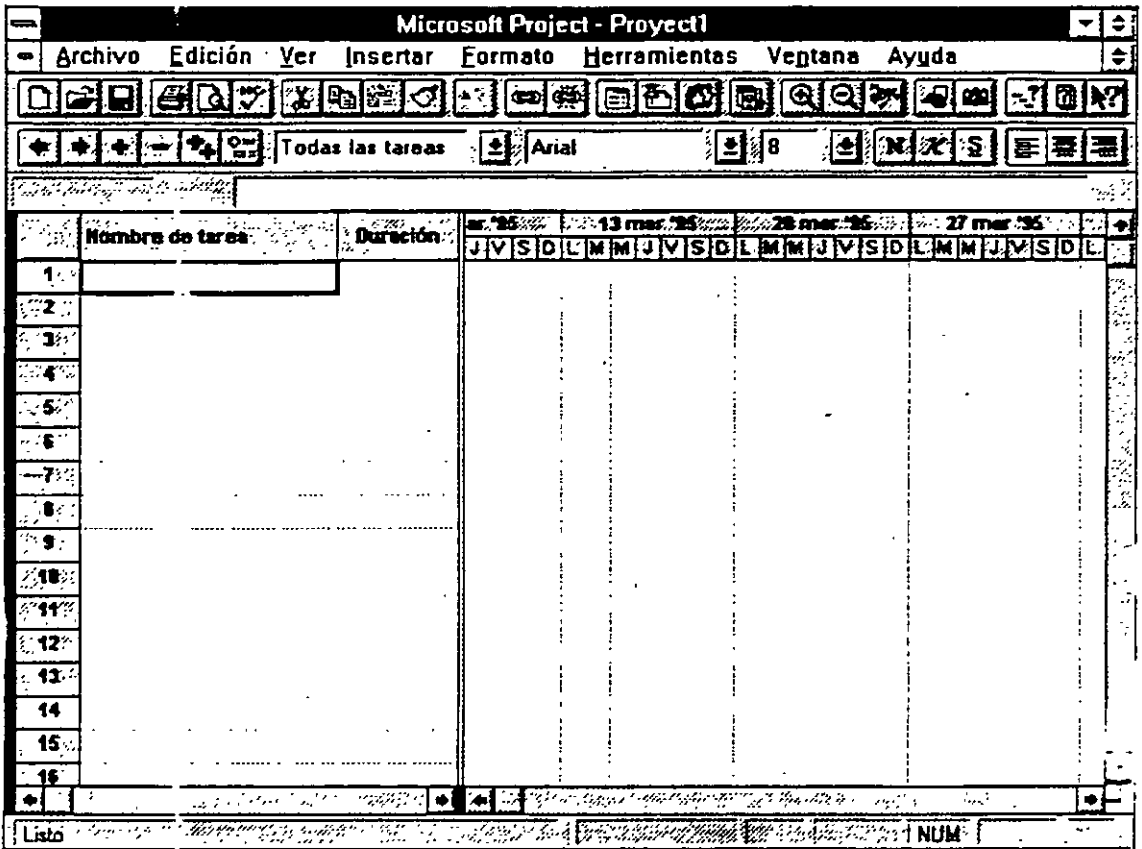 Microsoft Project - Proyect1
Archivo Edición Ver Insertar Formato Herramientas Ventana Ayuda
Todas las tareas Arial 8 N K S
Nombre de tarea Duración ar '95 13 mar '95 20 mar '95 27 mar '95
J V S D L M M J V S D L M M J V S D L M M J V S D L
1
2
3
4
5
6
7
8
9
10
11
12
13
14
15
16
Listo NUM